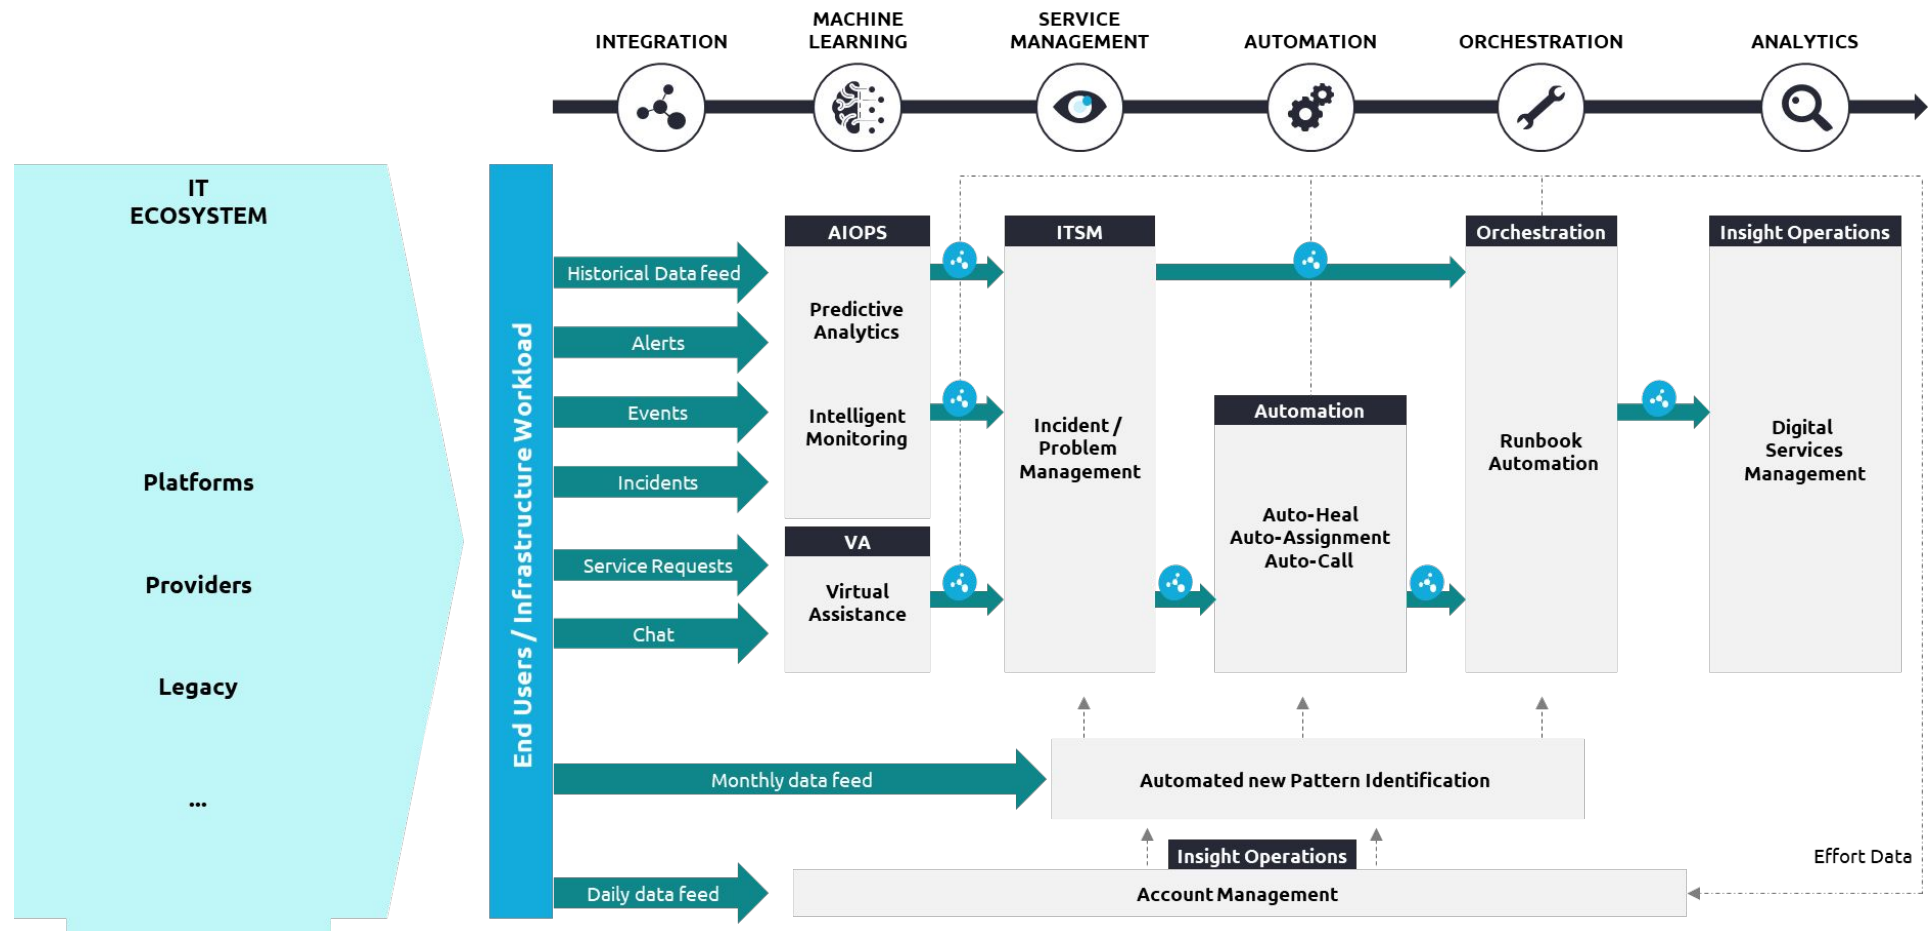 INTEGRATION
MACHINE
LEARNING
SERVICE
MANAGEMENT
AUTOMATION
ORCHESTRATION
ANALYTICS
IT
ECOSYSTEM
Platforms
Providers
Legacy
...
End Users / Infrastructure Workload
Historical Data feed
Alerts
Events
Incidents
Service Requests
Chat
Monthly data feed
Daily data feed
AIOPS
Predictive
Analytics
Intelligent
Monitoring
VA
Virtual
Assistance
ITSM
Incident /
Problem
Management
Automation
Auto-Heal
Auto-Assignment
Auto-Call
Orchestration
Runbook
Automation
Insight Operations
Digital
Services
Management
Automated new Pattern Identification
Insight Operations
Account Management
Effort Data